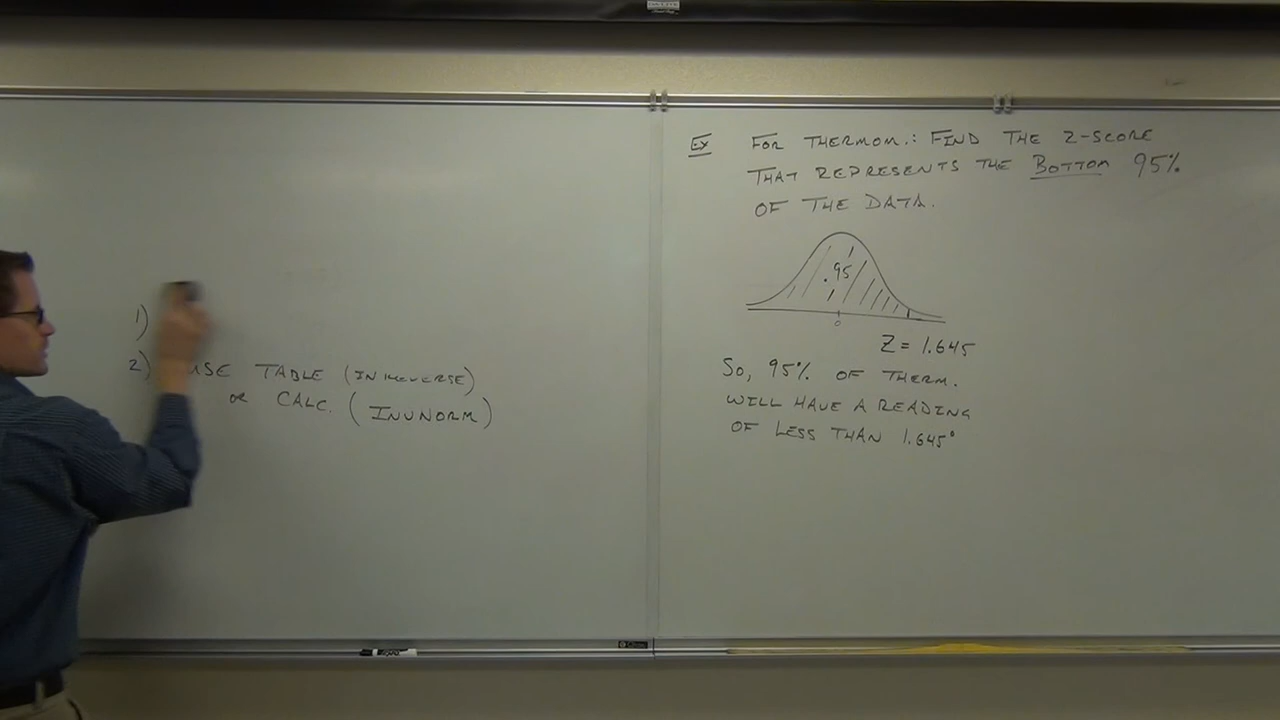 1)
2) USE TABLE (IN REVERSE)
OR CALC. (INVNORM)
EX FOR THERMOM.: FIND THE Z-SCORE
THAT REPRESENTS THE BOTTOM 95%
OF THE DATA.
.95
0
Z = 1.645
SO, 95% OF THERM.
WILL HAVE A READING
OF LESS THAN 1.645°